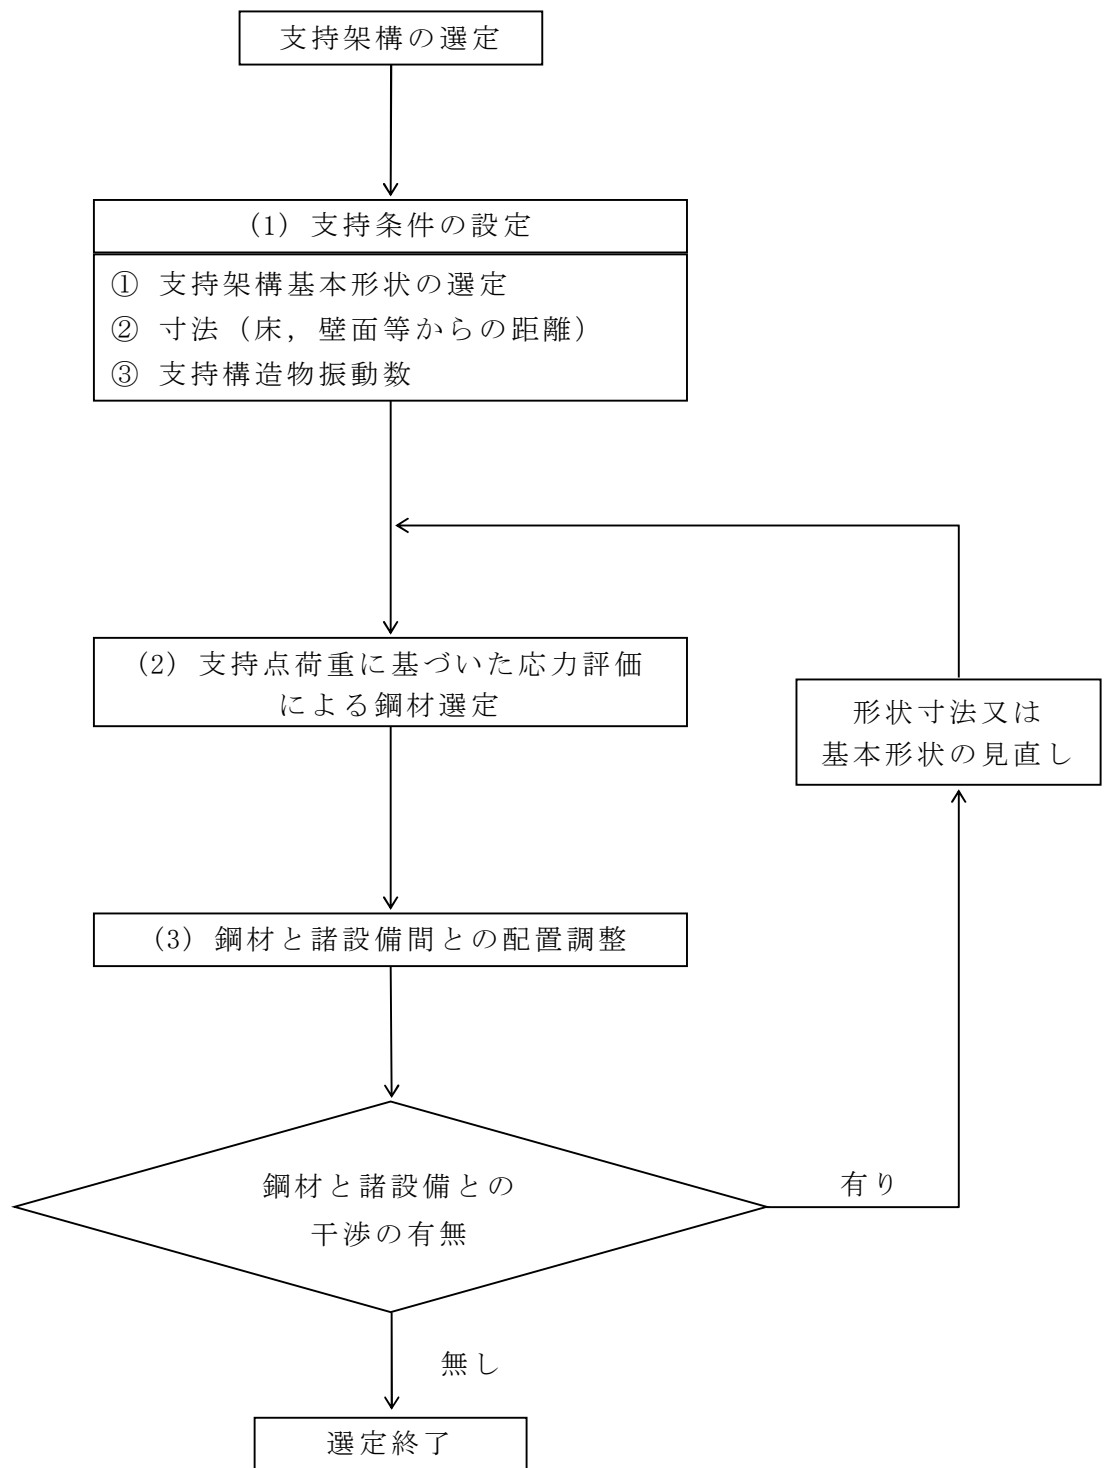 支持架構の選定
(1) 支持条件の設定
① 支持架構基本形状の選定
② 寸法（床，壁面等からの距離）
③ 支持構造物振動数
(2) 支持点荷重に基づいた応力評価
による鋼材選定
形状寸法又は
基本形状の見直し
(3) 鋼材と諸設備間との配置調整
鋼材と諸設備との
干渉の有無
有り
無し
選定終了